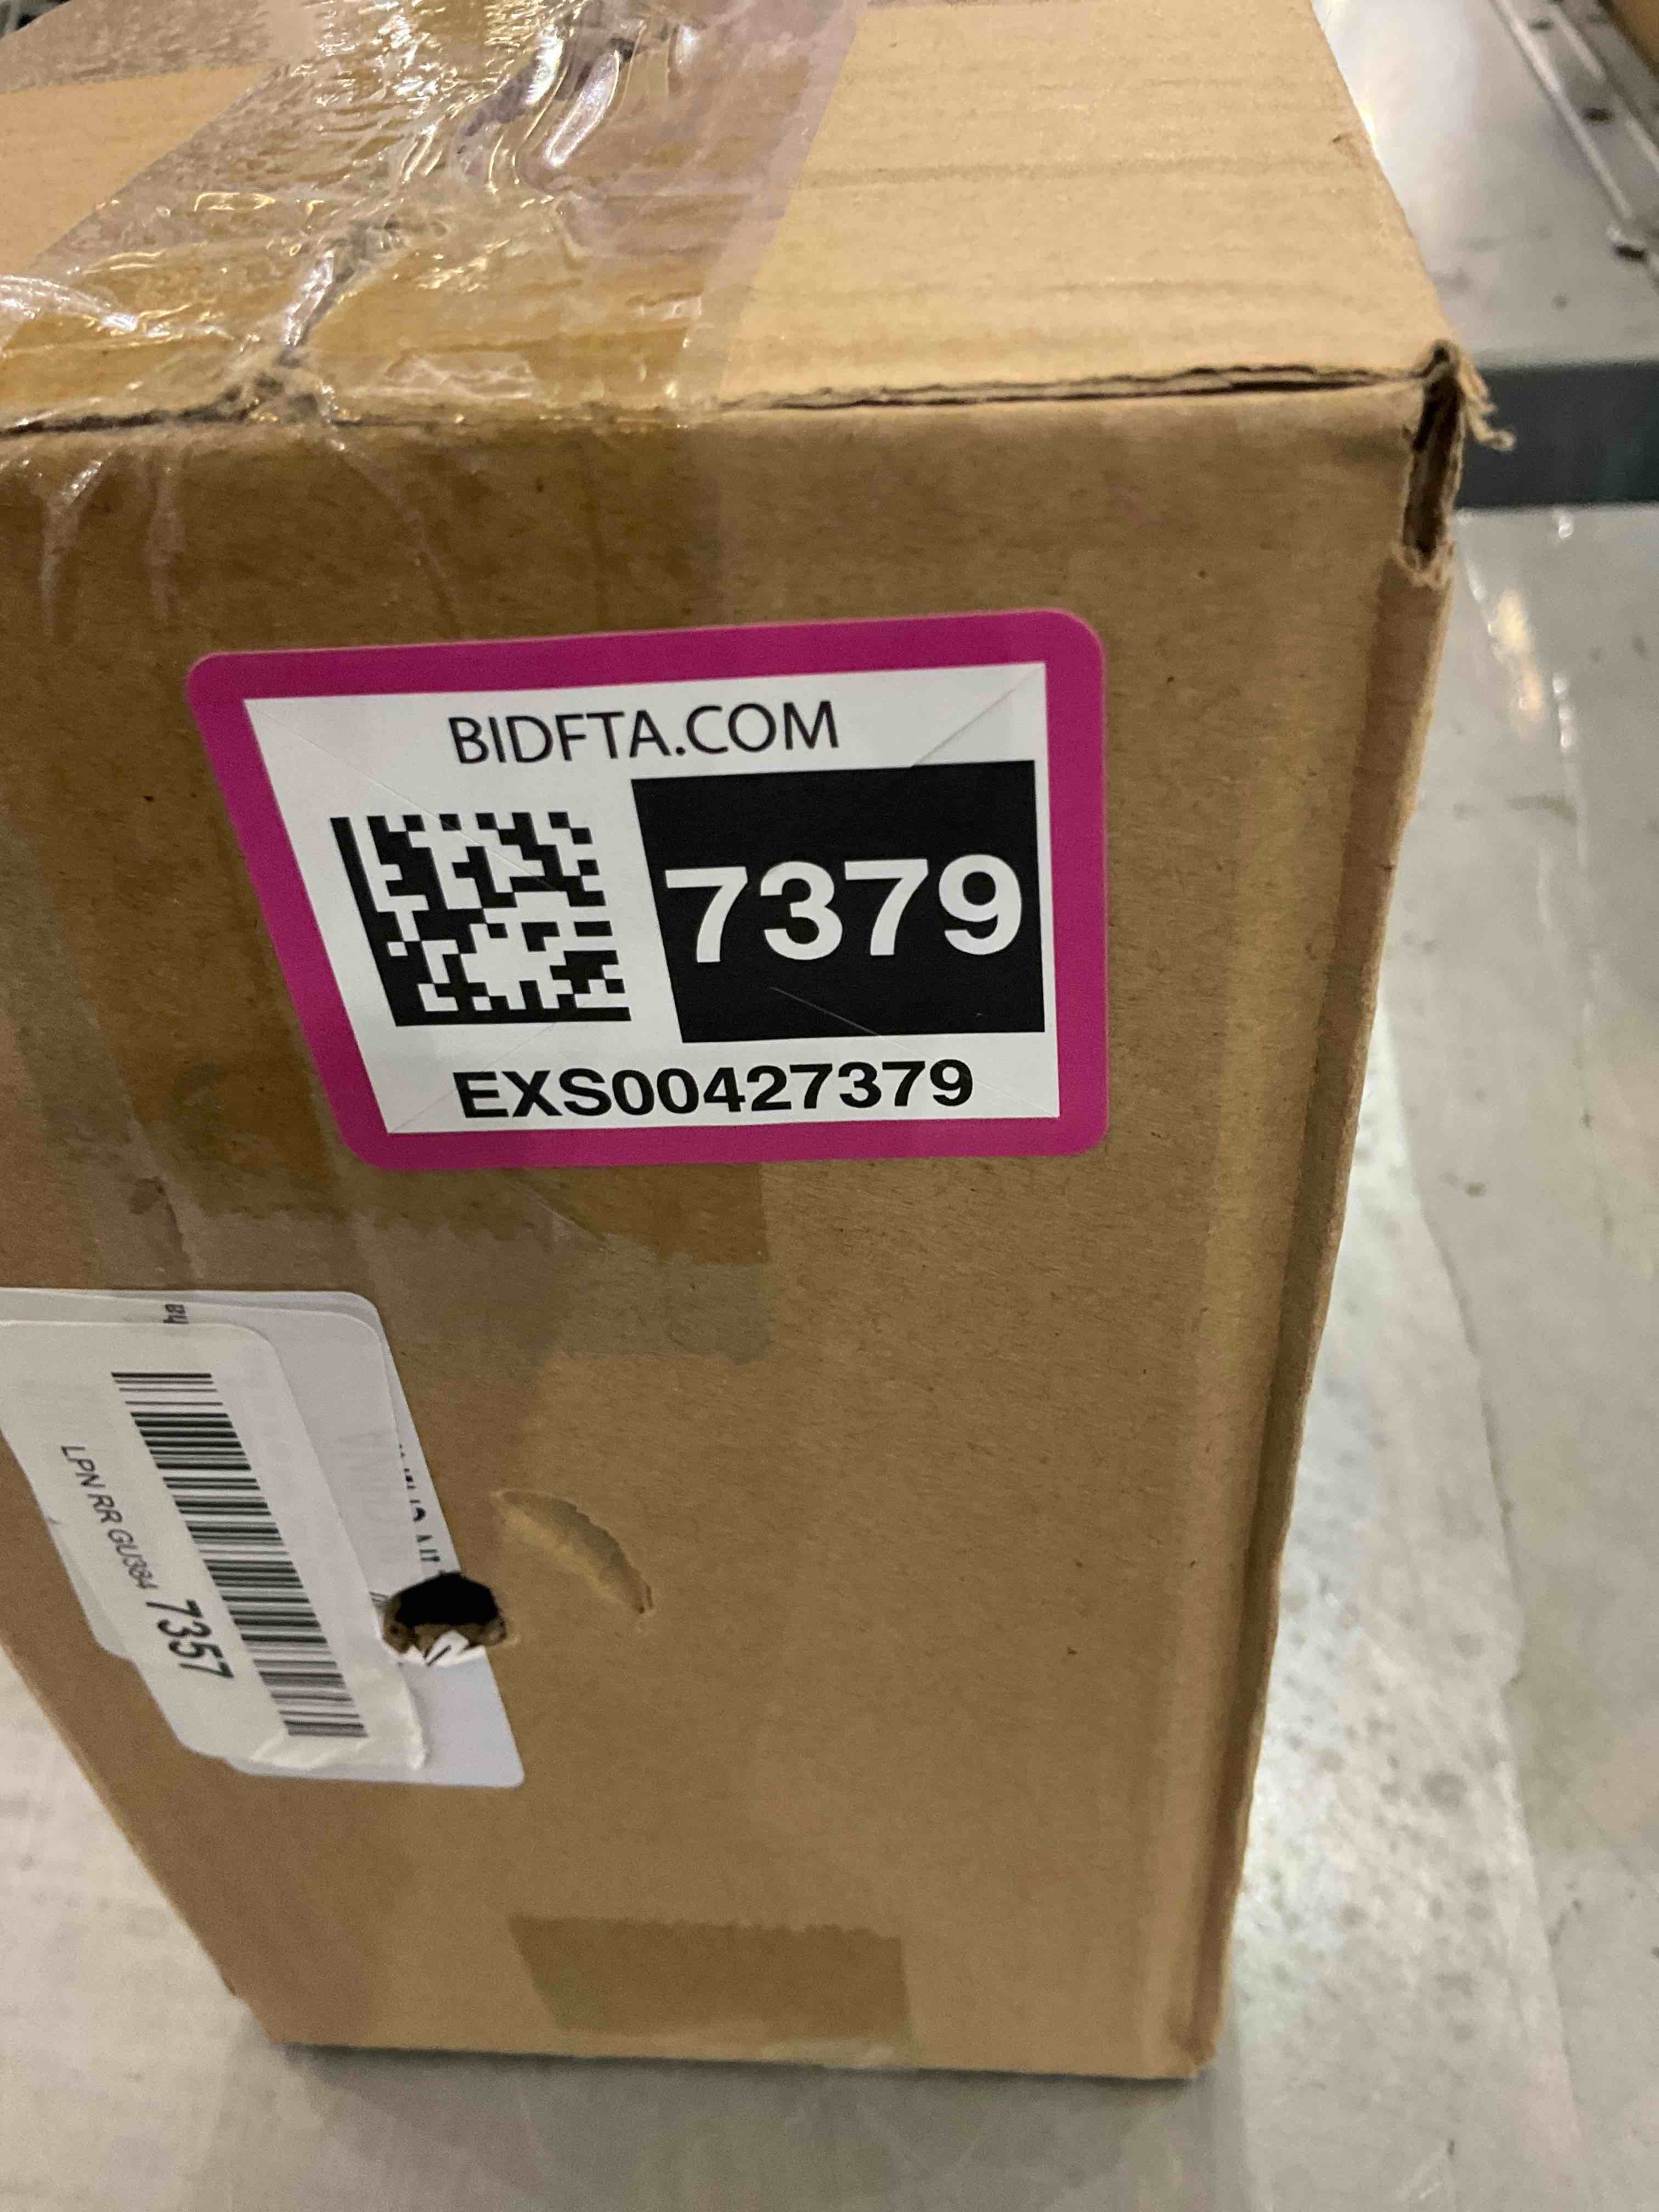 BIDFTA.COM
7379
EXS00427379
LPN RR GU384 7357